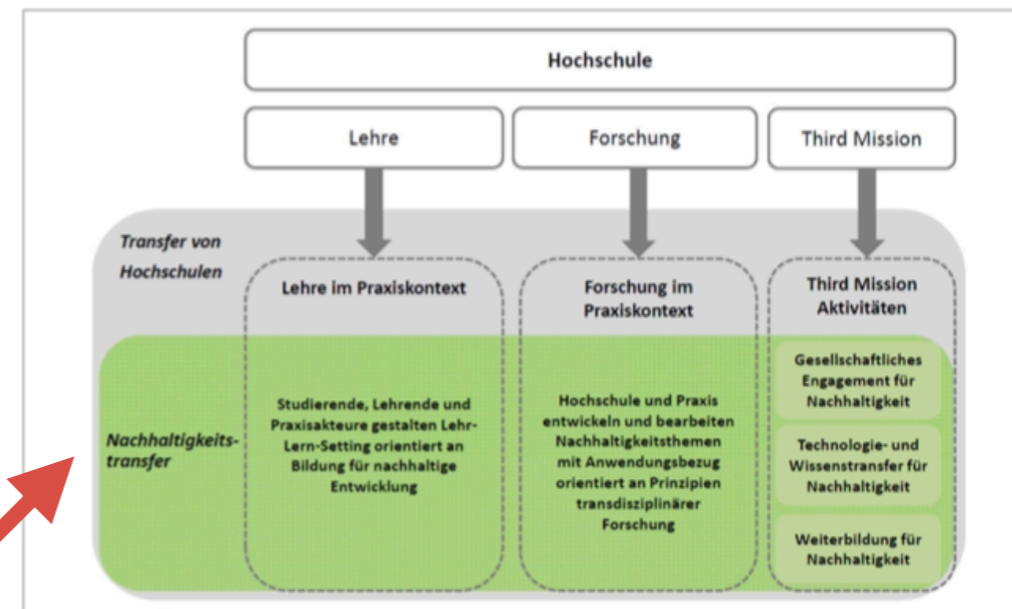 Hochschule
Lehre
Forschung
Third Mission
Transfer von
Hochschulen
Lehre im Praxiskontext
Forschung im
Praxiskontext
Third Mission
Aktivitäten
Nachhaltigkeits-
transfer
Studierende, Lehrende und
Praxisakteure gestalten Lehr-
Lern-Setting orientiert an
Bildung für nachhaltige
Entwicklung
Hochschule und Praxis
entwickeln und bearbeiten
Nachhaltigkeitsthemen
mit Anwendungsbezug
orientiert an Prinzipien
transdisziplinärer
Forschung
Gesellschaftliches
Engagement für
Nachhaltigkeit
Technologie- und
Wissenstransfer für
Nachhaltigkeit
Weiterbildung für
Nachhaltigkeit